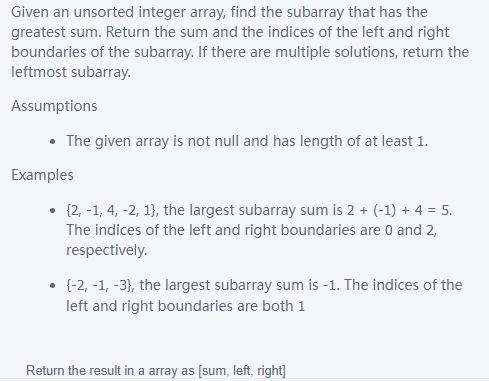 Given an unsorted integer array, find the subarray that has the
greatest sum. Return the sum and the indices of the left and right
boundaries of the subarray. If there are multiple solutions, return the
leftmost subarray.
Assumptions
• The given array is not null and has length of at least 1.
Examples
• {2, -1, 4, -2, 1}, the largest subarray sum is 2 + (-1) + 4 = 5.
The indices of the left and right boundaries are 0 and 2,
respectively.
• {-2, -1, -3}, the largest subarray sum is -1. The indices of the
left and right boundaries are both 1
Return the result in a array as [sum, left, right]